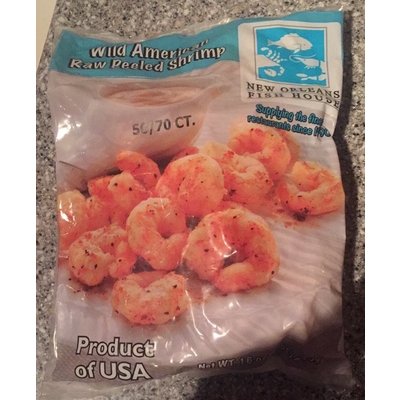 Wild American
Raw Peeled Shrimp
NEW ORLEANS
FISH HOUSE
Supplying the
restaurants since
50/70 CT.
Product
of USA
Net WT.